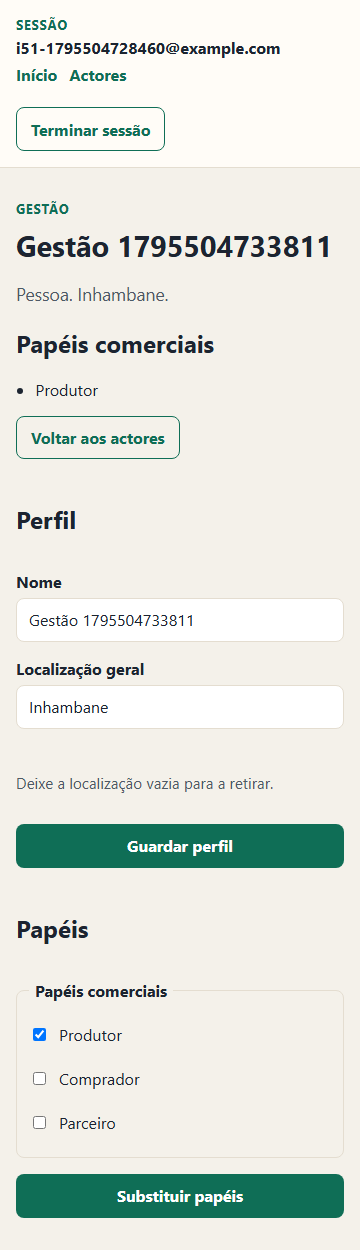 SESSÃO
i51-1795504728460@example.com
Início Actores
Terminar sessão
GESTÃO
Gestão 1795504733811
Pessoa. Inhambane.
Papéis comerciais
Produtor
Voltar aos actores
Perfil
Nome
Gestão 1795504733811
Localização geral
Inhambane
Deixe a localização vazia para a retirar.
Guardar perfil
Papéis
Papéis comerciais
Produtor
Comprador
Parceiro
Substituir papéis